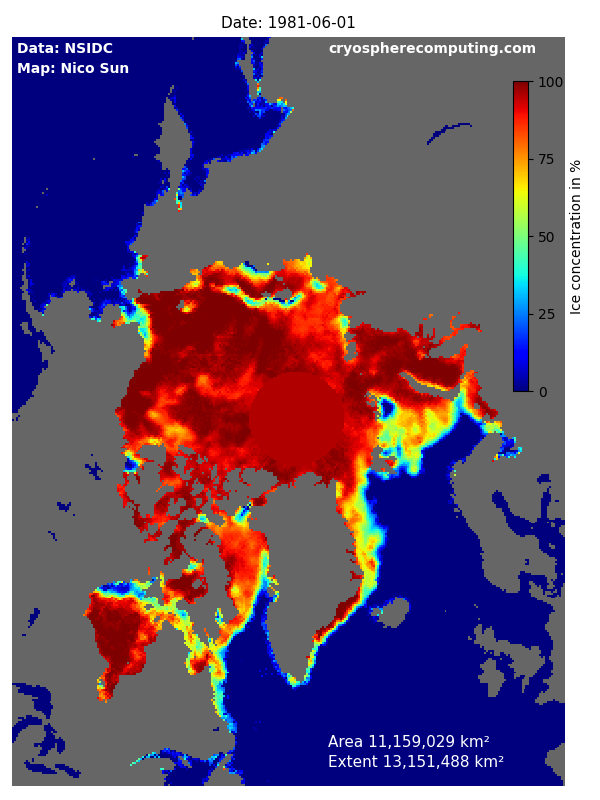 Date: 1981-06-01
Data: NSIDC
cryospherecomputing.com
Map: Nico Sun
100
75
50
25
0
Ice concentration in %
Area 11,159,029 km²
Extent 13,151,488 km²